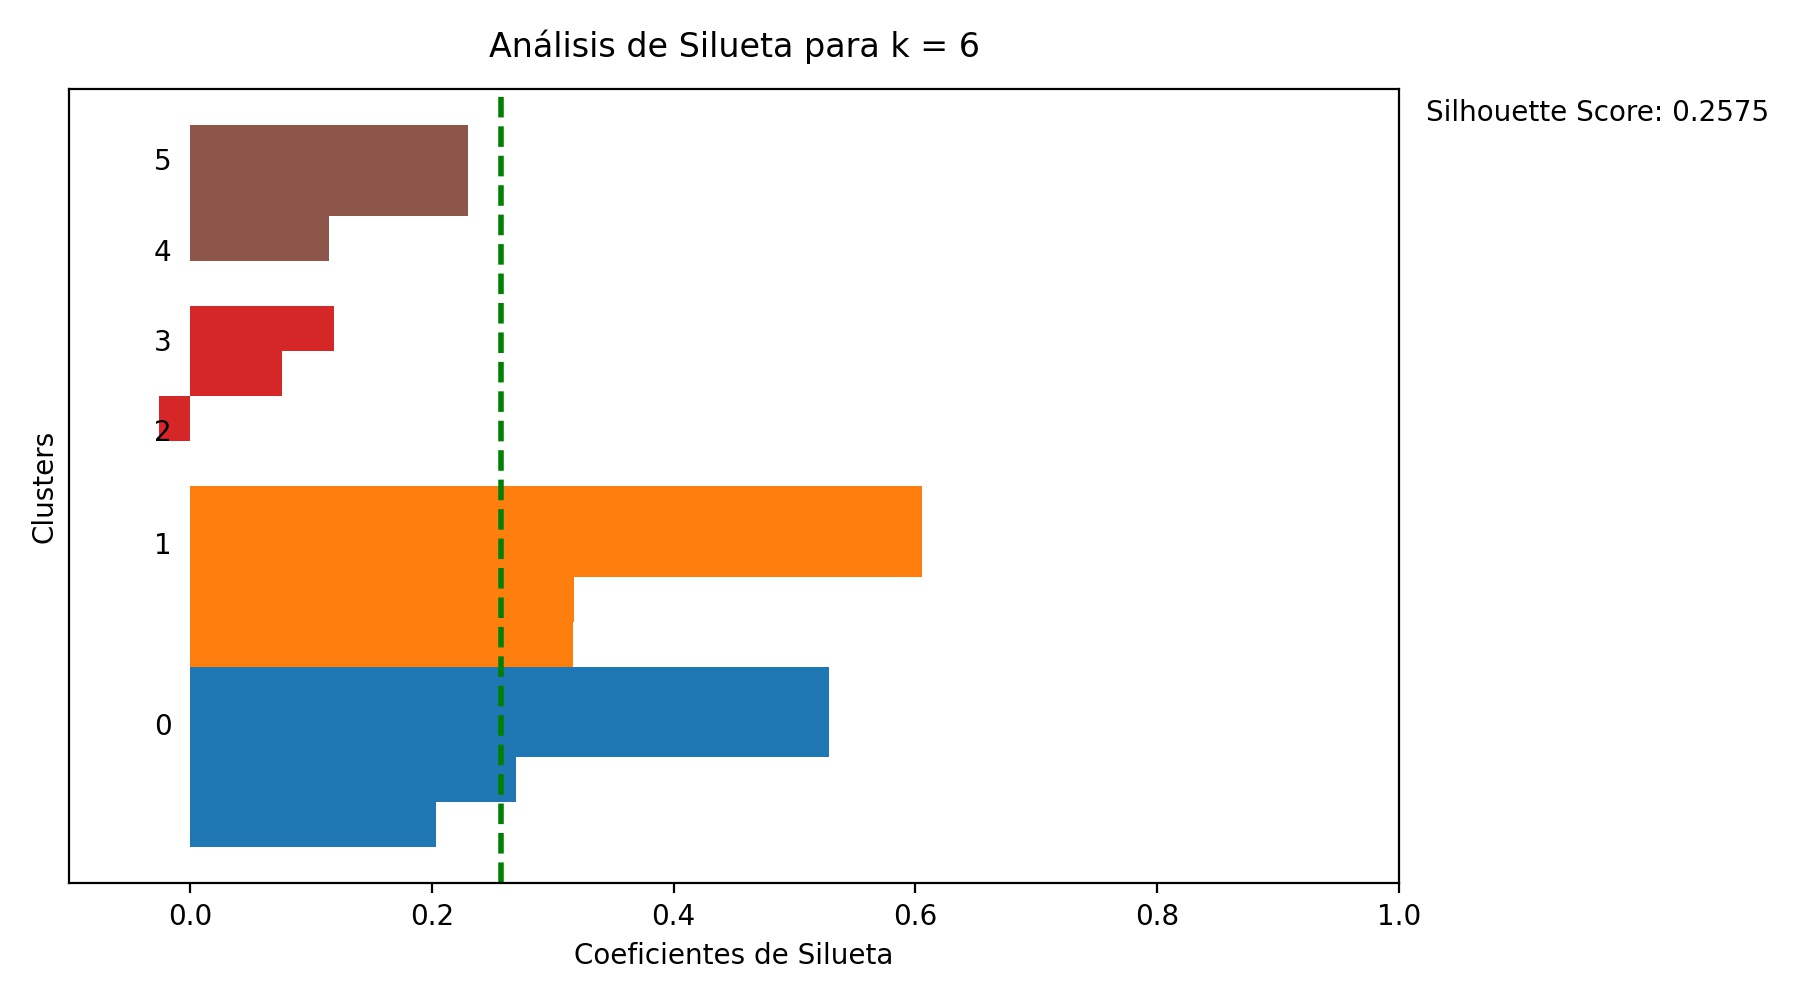 Análisis de Silueta para k = 6
Silhouette Score: 0.2575
5
4
3
2
1
0
Clusters
0.0 0.2 0.4 0.6 0.8 1.0
Coeficientes de Silueta